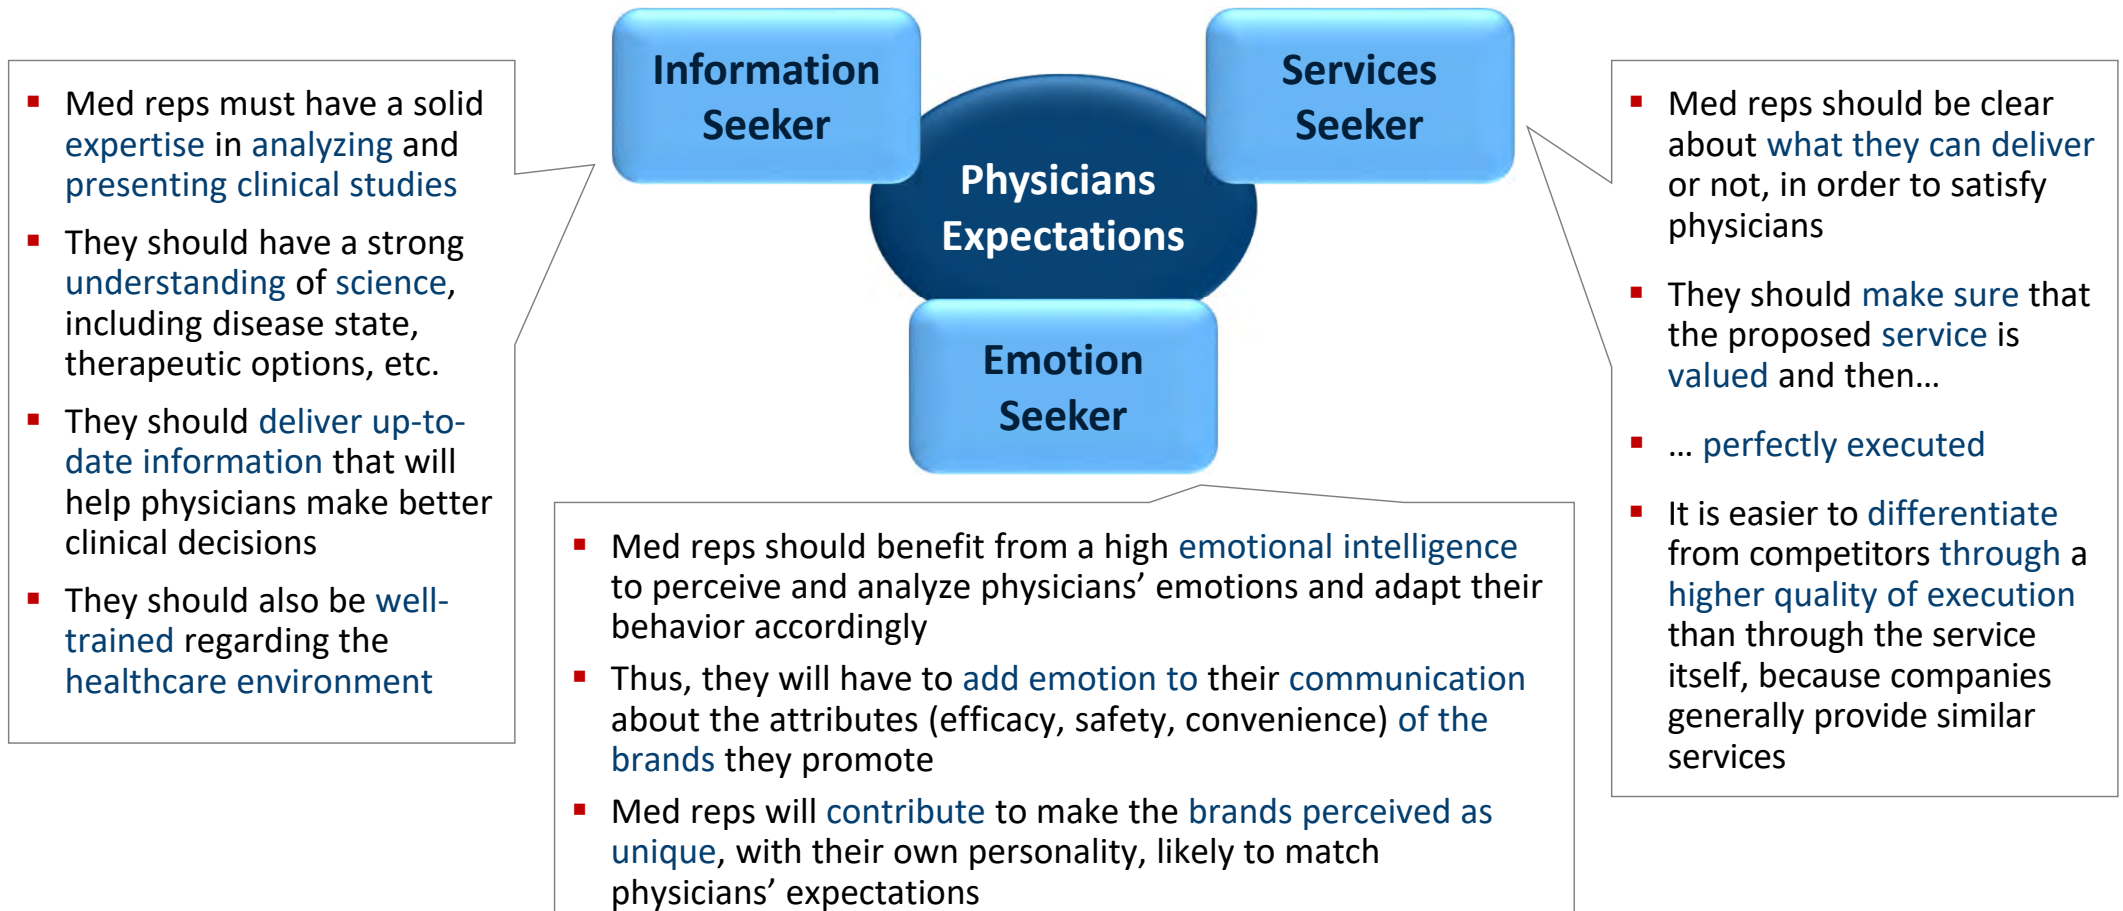 Information
Seeker
Services
Seeker
Physicians
Expectations
Emotion
Seeker
▪ Med reps must have a solid
expertise in analyzing and
presenting clinical studies
▪ They should have a strong
understanding of science,
including disease state,
therapeutic options, etc.
▪ They should deliver up-to-
date information that will
help physicians make better
clinical decisions
▪ They should also be well-
trained regarding the
healthcare environment
▪ Med reps should benefit from a high emotional intelligence
to perceive and analyze physicians’ emotions and adapt their
behavior accordingly
▪ Thus, they will have to add emotion to their communication
about the attributes (efficacy, safety, convenience) of the
brands they promote
▪ Med reps will contribute to make the brands perceived as
unique, with their own personality, likely to match
physicians’ expectations
▪ Med reps should be clear
about what they can deliver
or not, in order to satisfy
physicians
▪ They should make sure that
the proposed service is
valued and then…
▪ … perfectly executed
▪ It is easier to differentiate
from competitors through a
higher quality of execution
than through the service
itself, because companies
generally provide similar
services